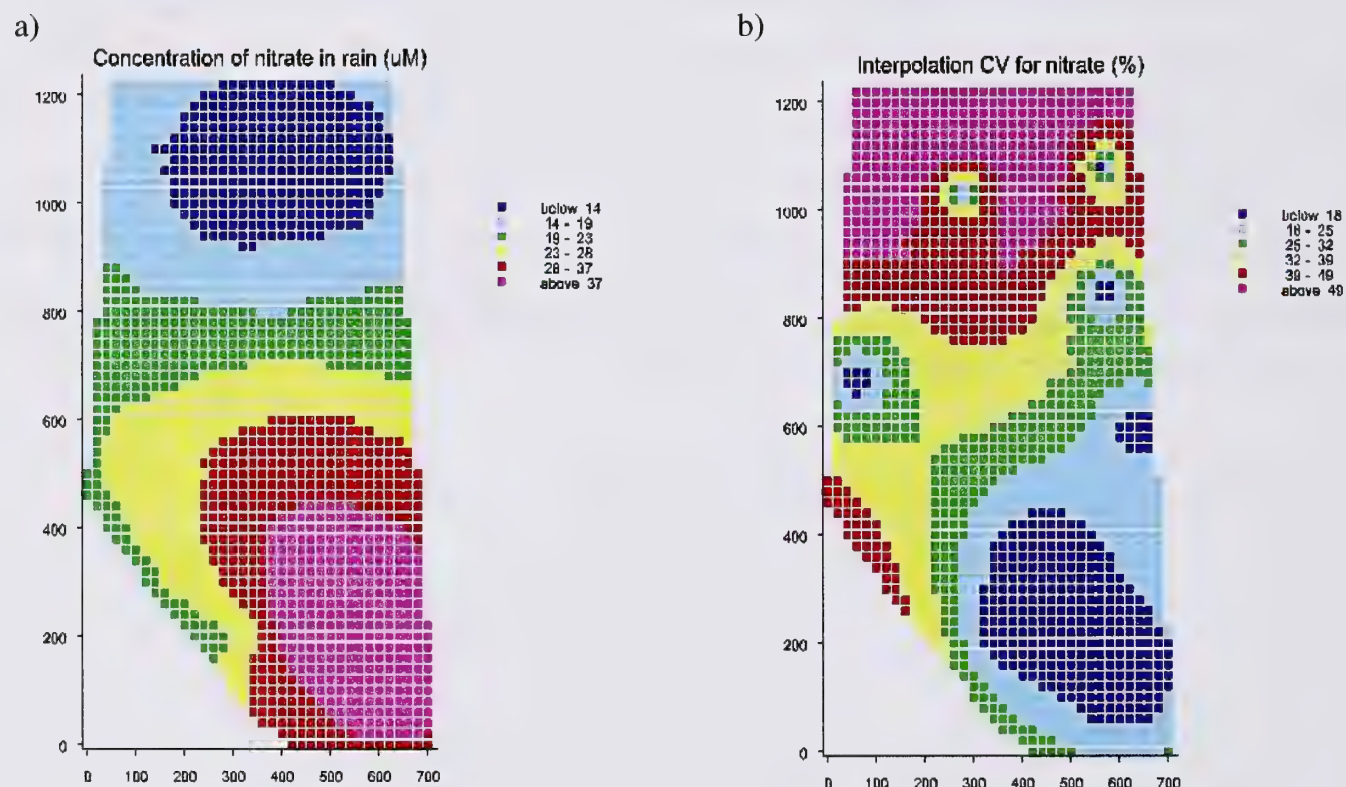 a)
Concentration of nitrate in rain (uM)
1200
1000
800
600
400
200
0
0 100 200 300 400 500 600 700
below 14
14 - 19
19 - 23
23 - 28
28 - 37
above 37
b)
Interpolation CV for nitrate (%)
1200
1000
800
600
400
200
0
0 100 200 300 400 500 600 700
below 18
18 - 25
25 - 32
32 - 39
39 - 49
above 49